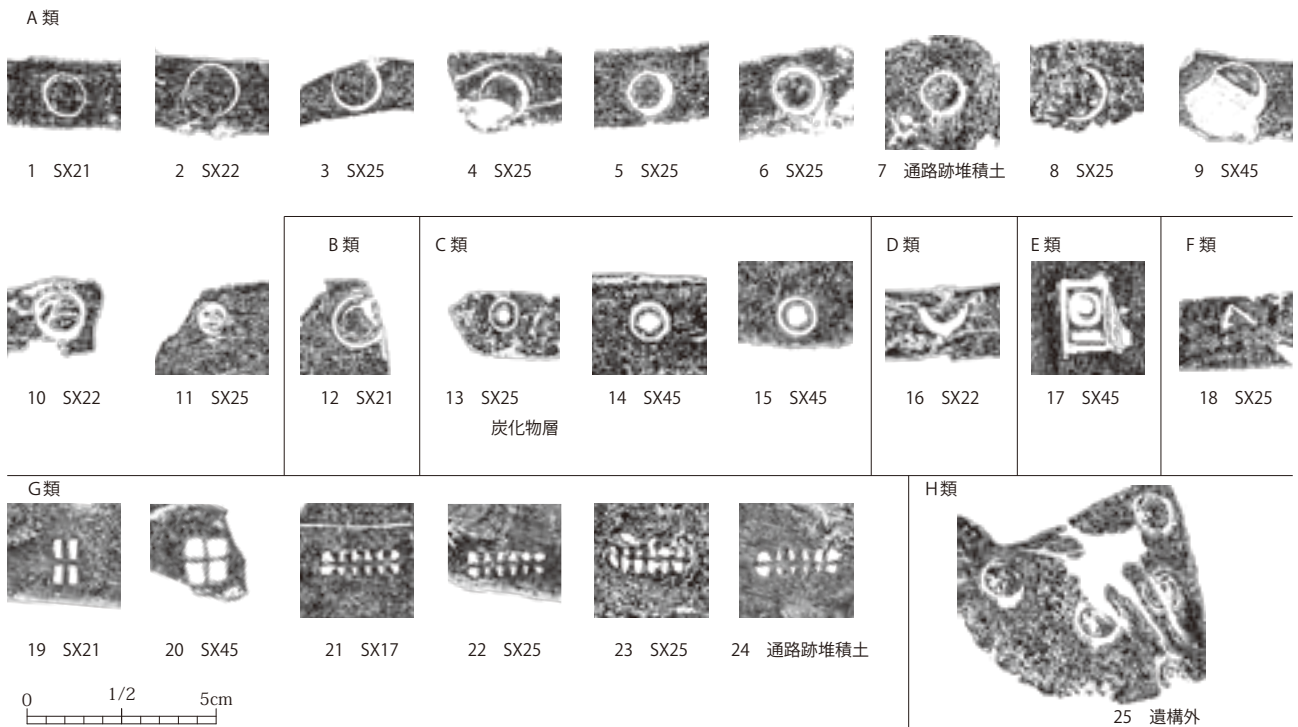 A 類
1 SX21
2 SX22
3 SX25
4 SX25
5 SX25
6 SX25
7 通路跡堆積土
8 SX25
9 SX45
B 類
C 類
D 類
E 類
F 類
10 SX22
11 SX25
12 SX21
13 SX25
炭化物層
14 SX45
15 SX45
16 SX22
17 SX45
18 SX25
G類
H類
19 SX21
20 SX45
21 SX17
22 SX25
23 SX25
24 通路跡堆積土
25 遺構外
0 1/2 5cm